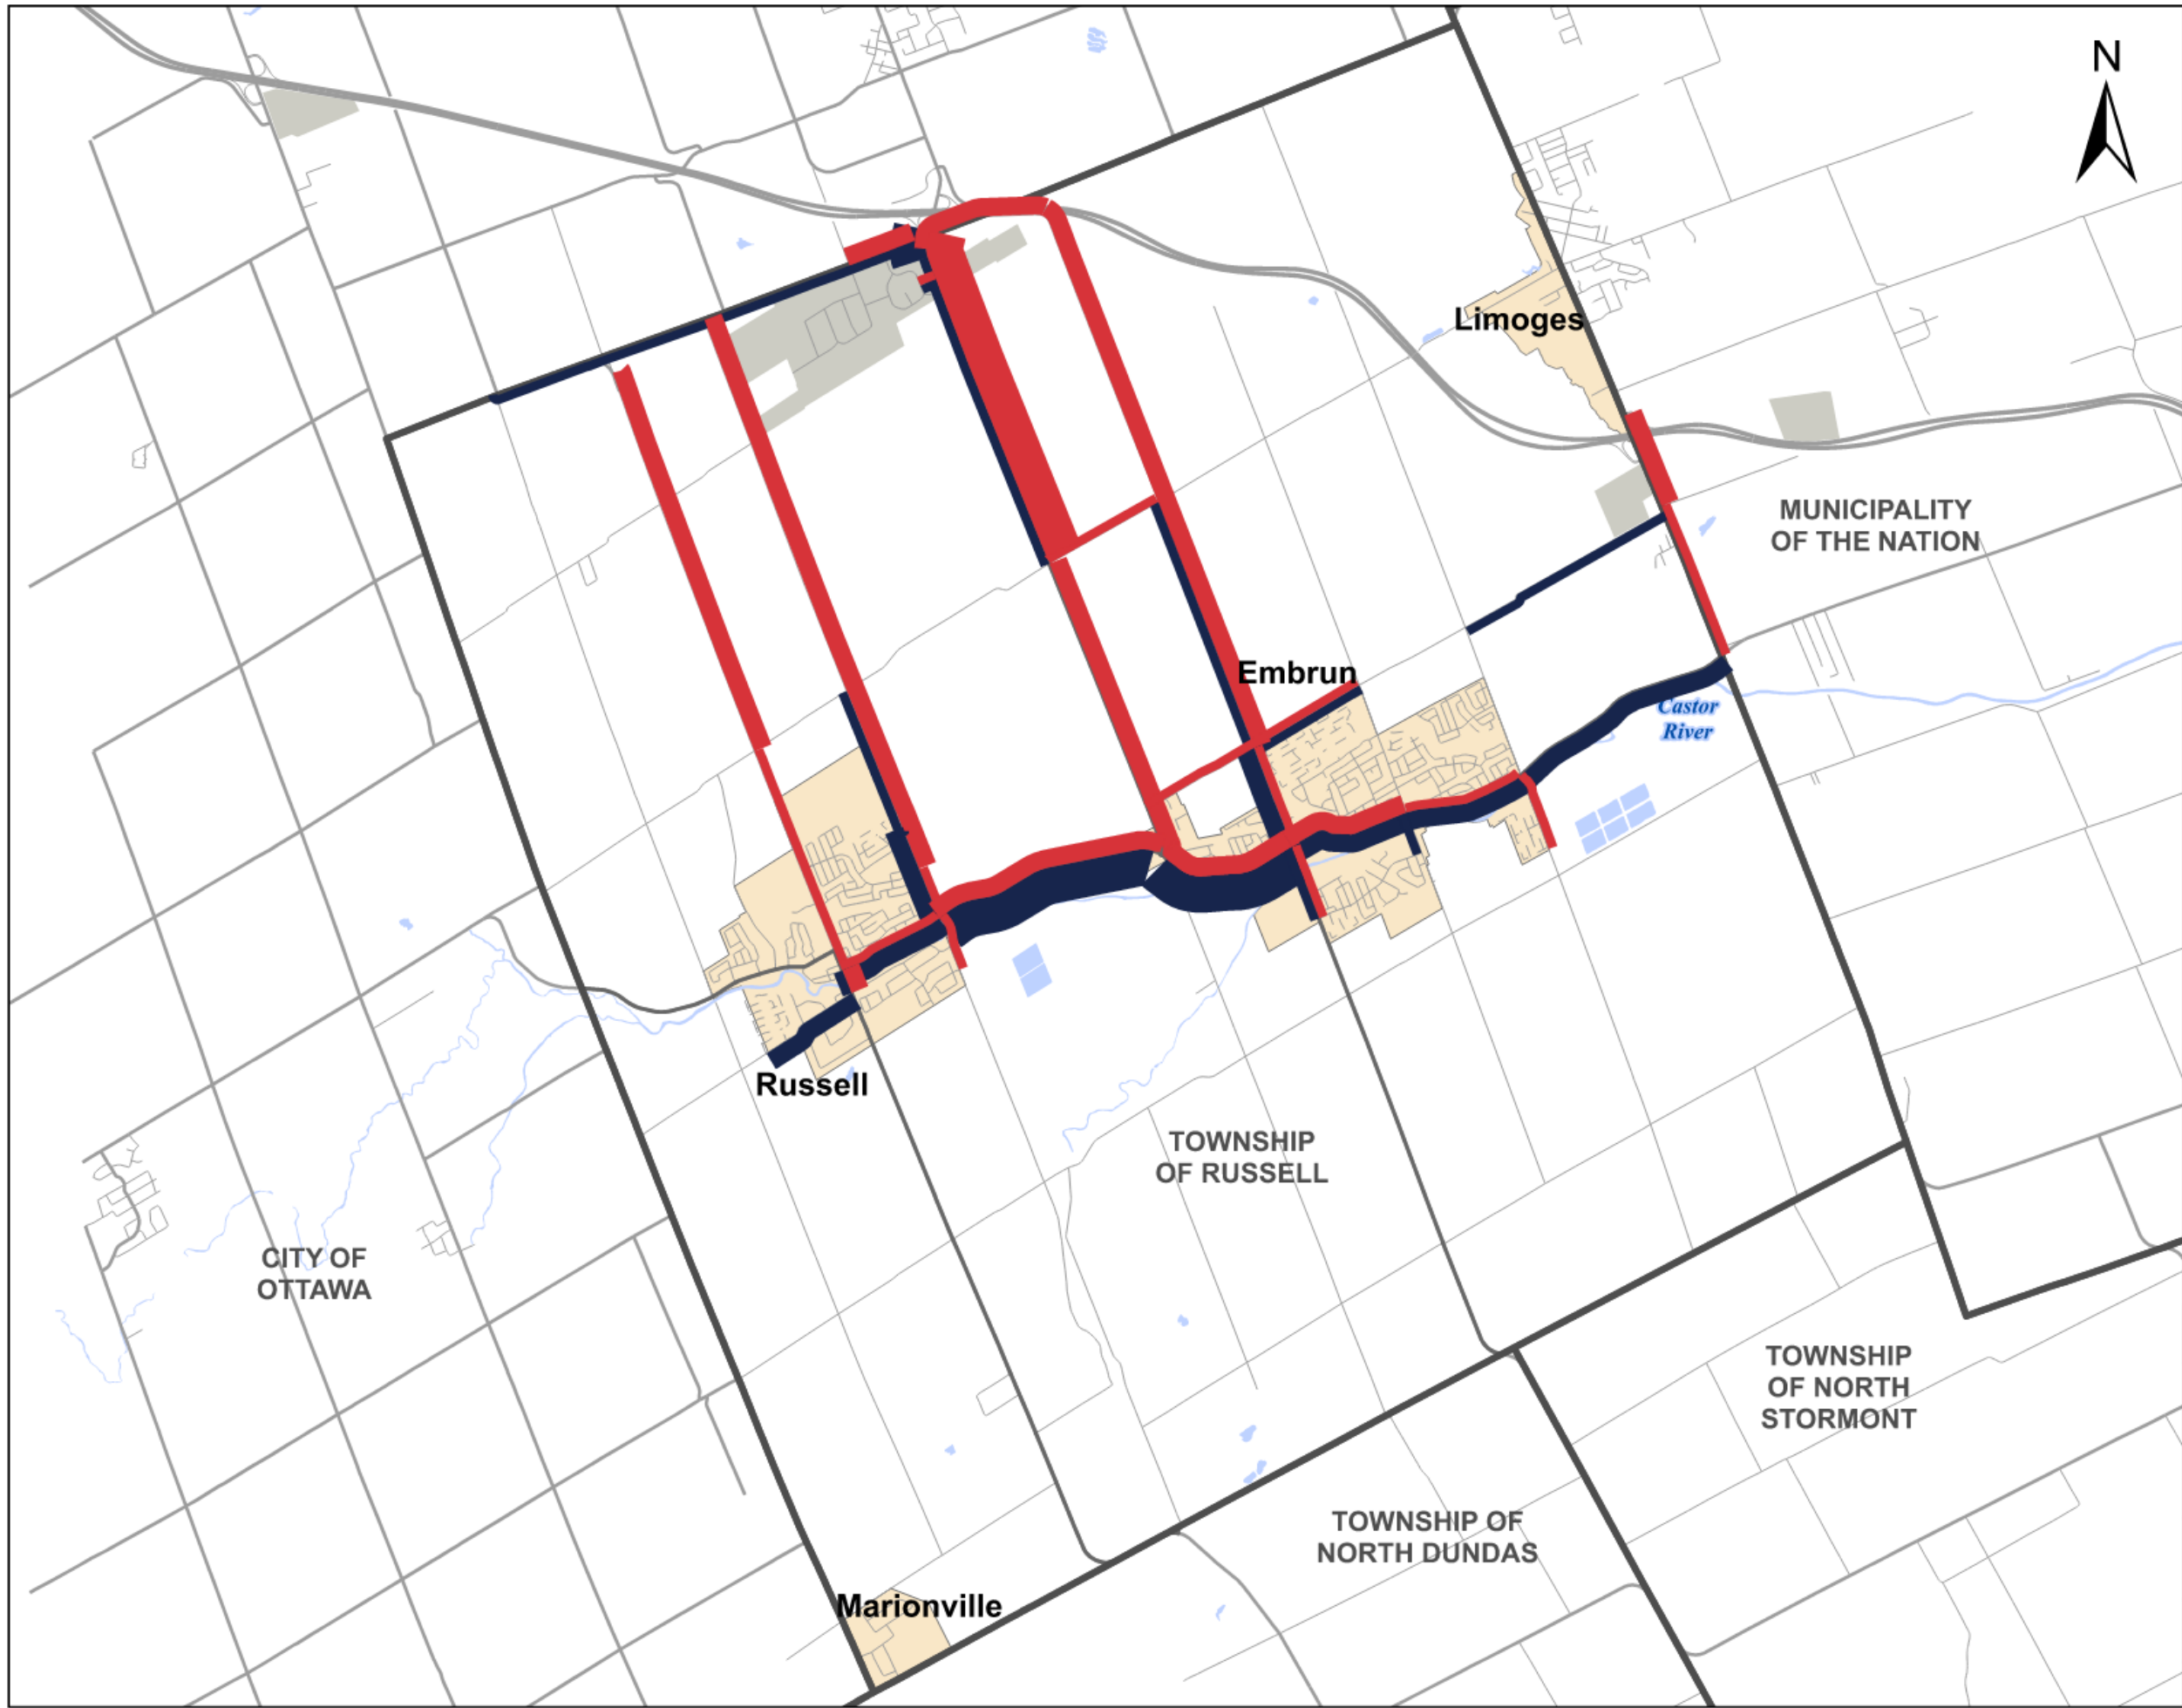 N
Limoges
MUNICIPALITY
OF THE NATION
Embrun
Castor
River
Russell
TOWNSHIP
OF RUSSELL
CITY OF
OTTAWA
TOWNSHIP
OF NORTH
STORMONT
TOWNSHIP OF
NORTH DUNDAS
Marionville